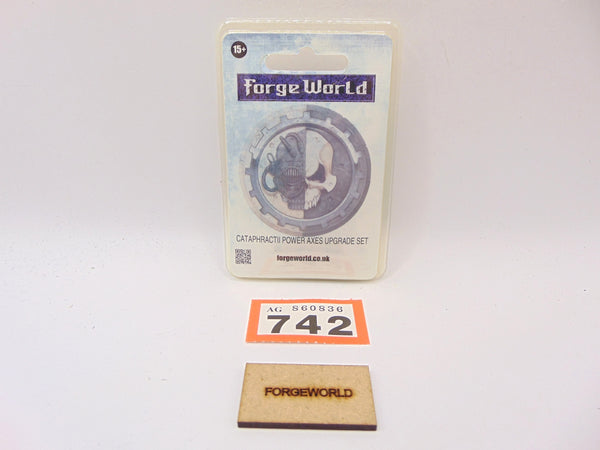 15+
Forge World
CATAPHRACTII POWER AXES UPGRADE SET
forgeworld.co.uk
AG S60836
742
FORGEWORLD